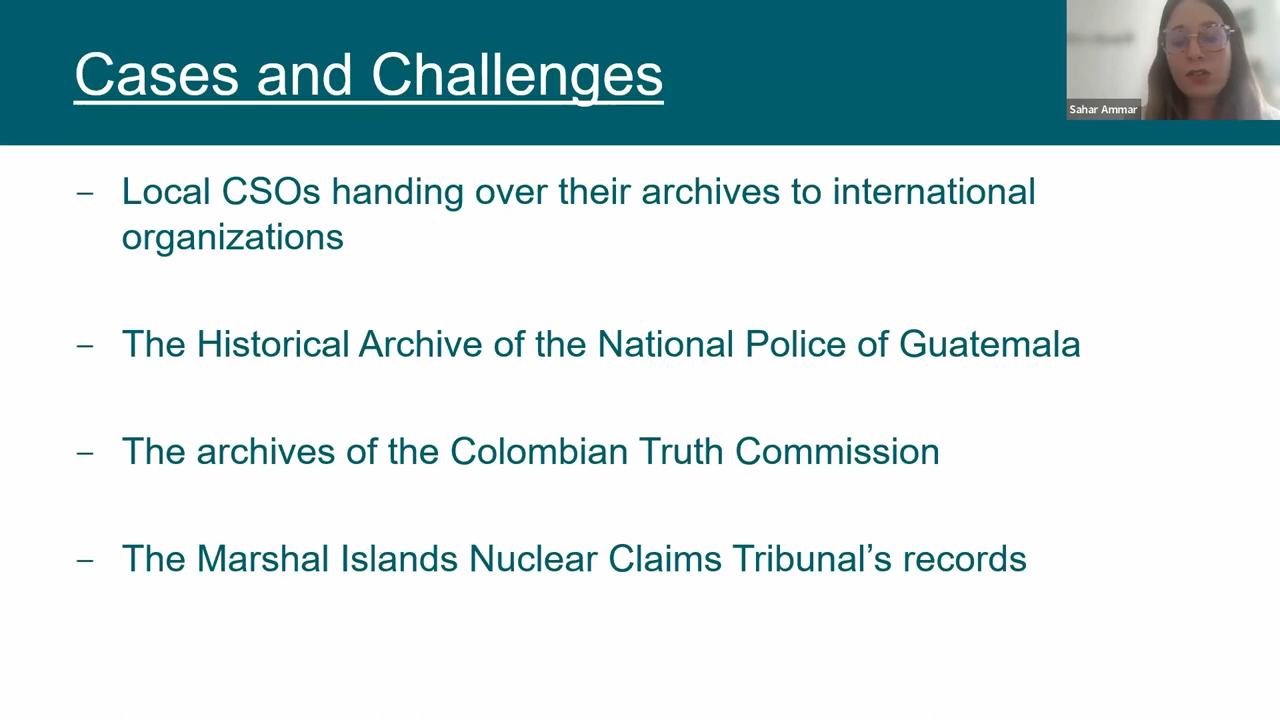 Cases and Challenges
Sahar Ammar
– Local CSOs handing over their archives to international
organizations
– The Historical Archive of the National Police of Guatemala
– The archives of the Colombian Truth Commission
– The Marshal Islands Nuclear Claims Tribunal’s records